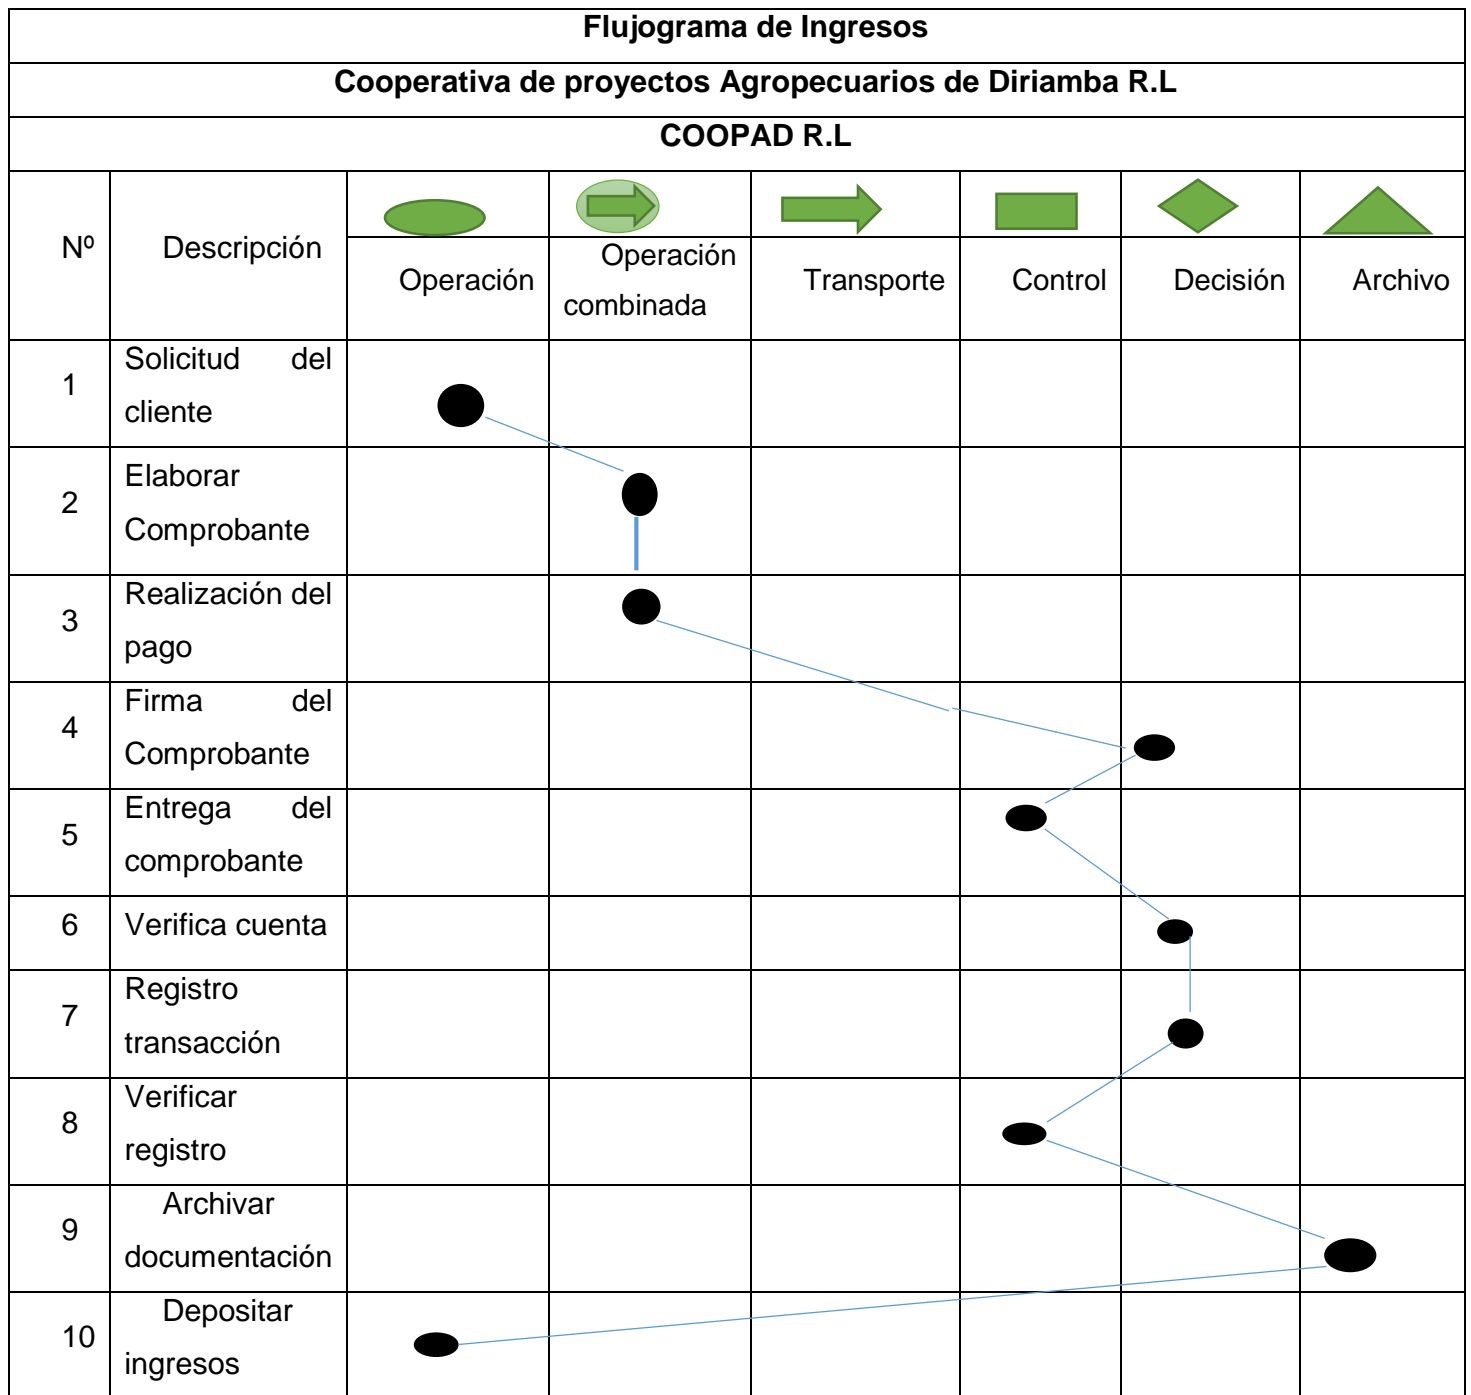 Flujograma de Ingresos
Cooperativa de proyectos Agropecuarios de Diriamba R.L
COOPAD R.L
Nº
Descripción
Operación
Operación
combinada
Transporte
Control
Decisión
Archivo
1
Solicitud del
cliente
2
Elaborar
Comprobante
3
Realización del
pago
4
Firma del
Comprobante
5
Entrega del
comprobante
6
Verifica cuenta
7
Registro
transacción
8
Verificar
registro
9
Archivar
documentación
10
Depositar
ingresos